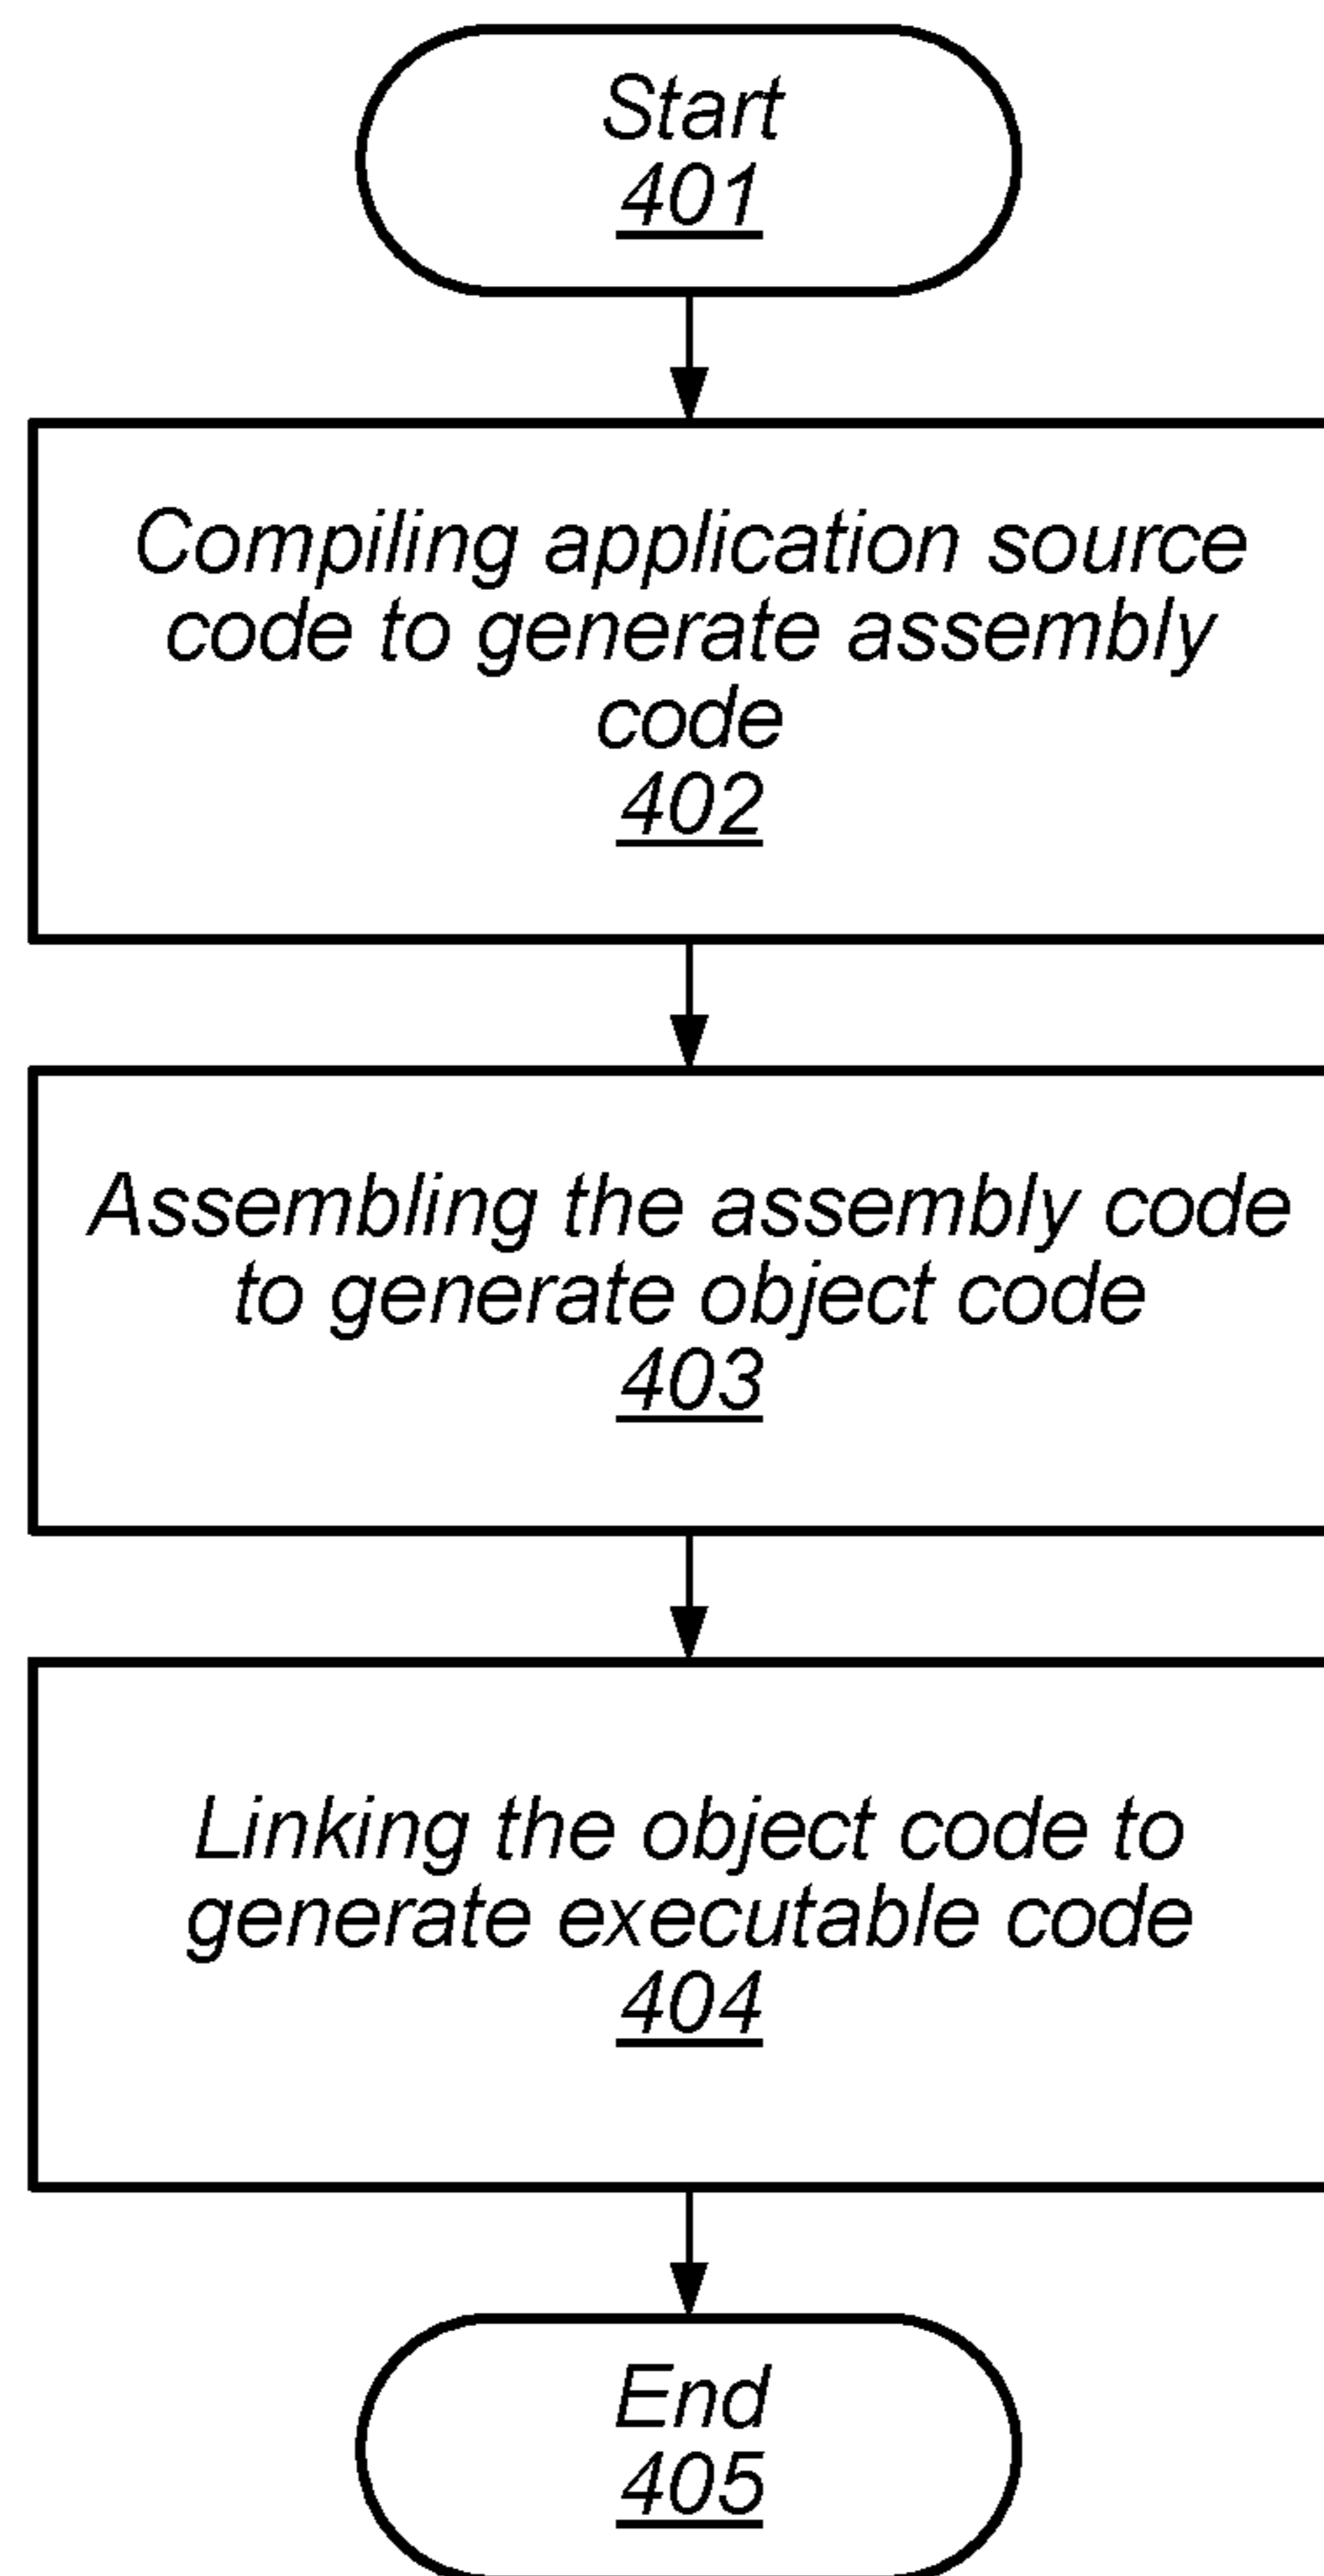 Start
401
Compiling application source
code to generate assembly
code
402
Assembling the assembly code
to generate object code
403
Linking the object code to
generate executable code
404
End
405